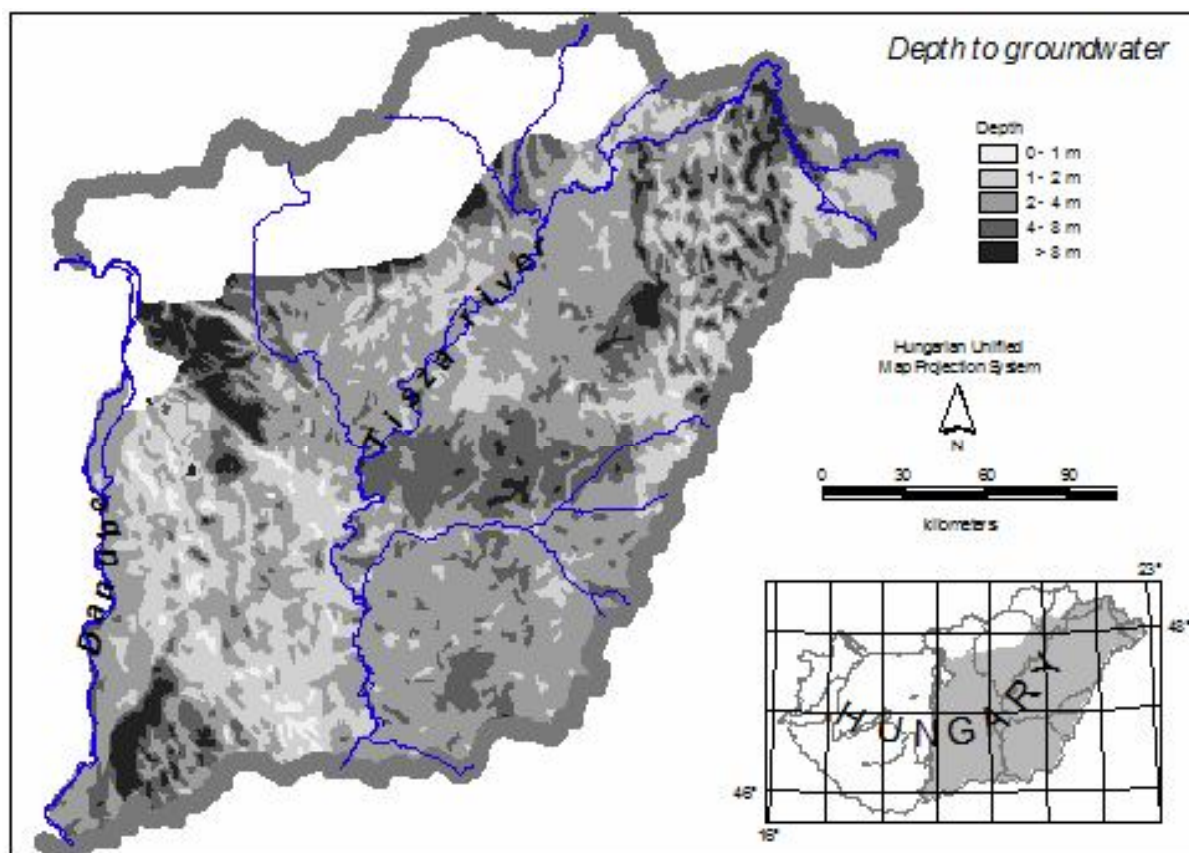 Depth to groundwater
Depth
0- 1 m
1- 2 m
2- 4 m
4- 8 m
>8 m
Tisza river
Danube
Hungarian Unified
Map Projection System
N
0 30 60 90
kilometers
23°
48°
HUNGARY
46°
16°